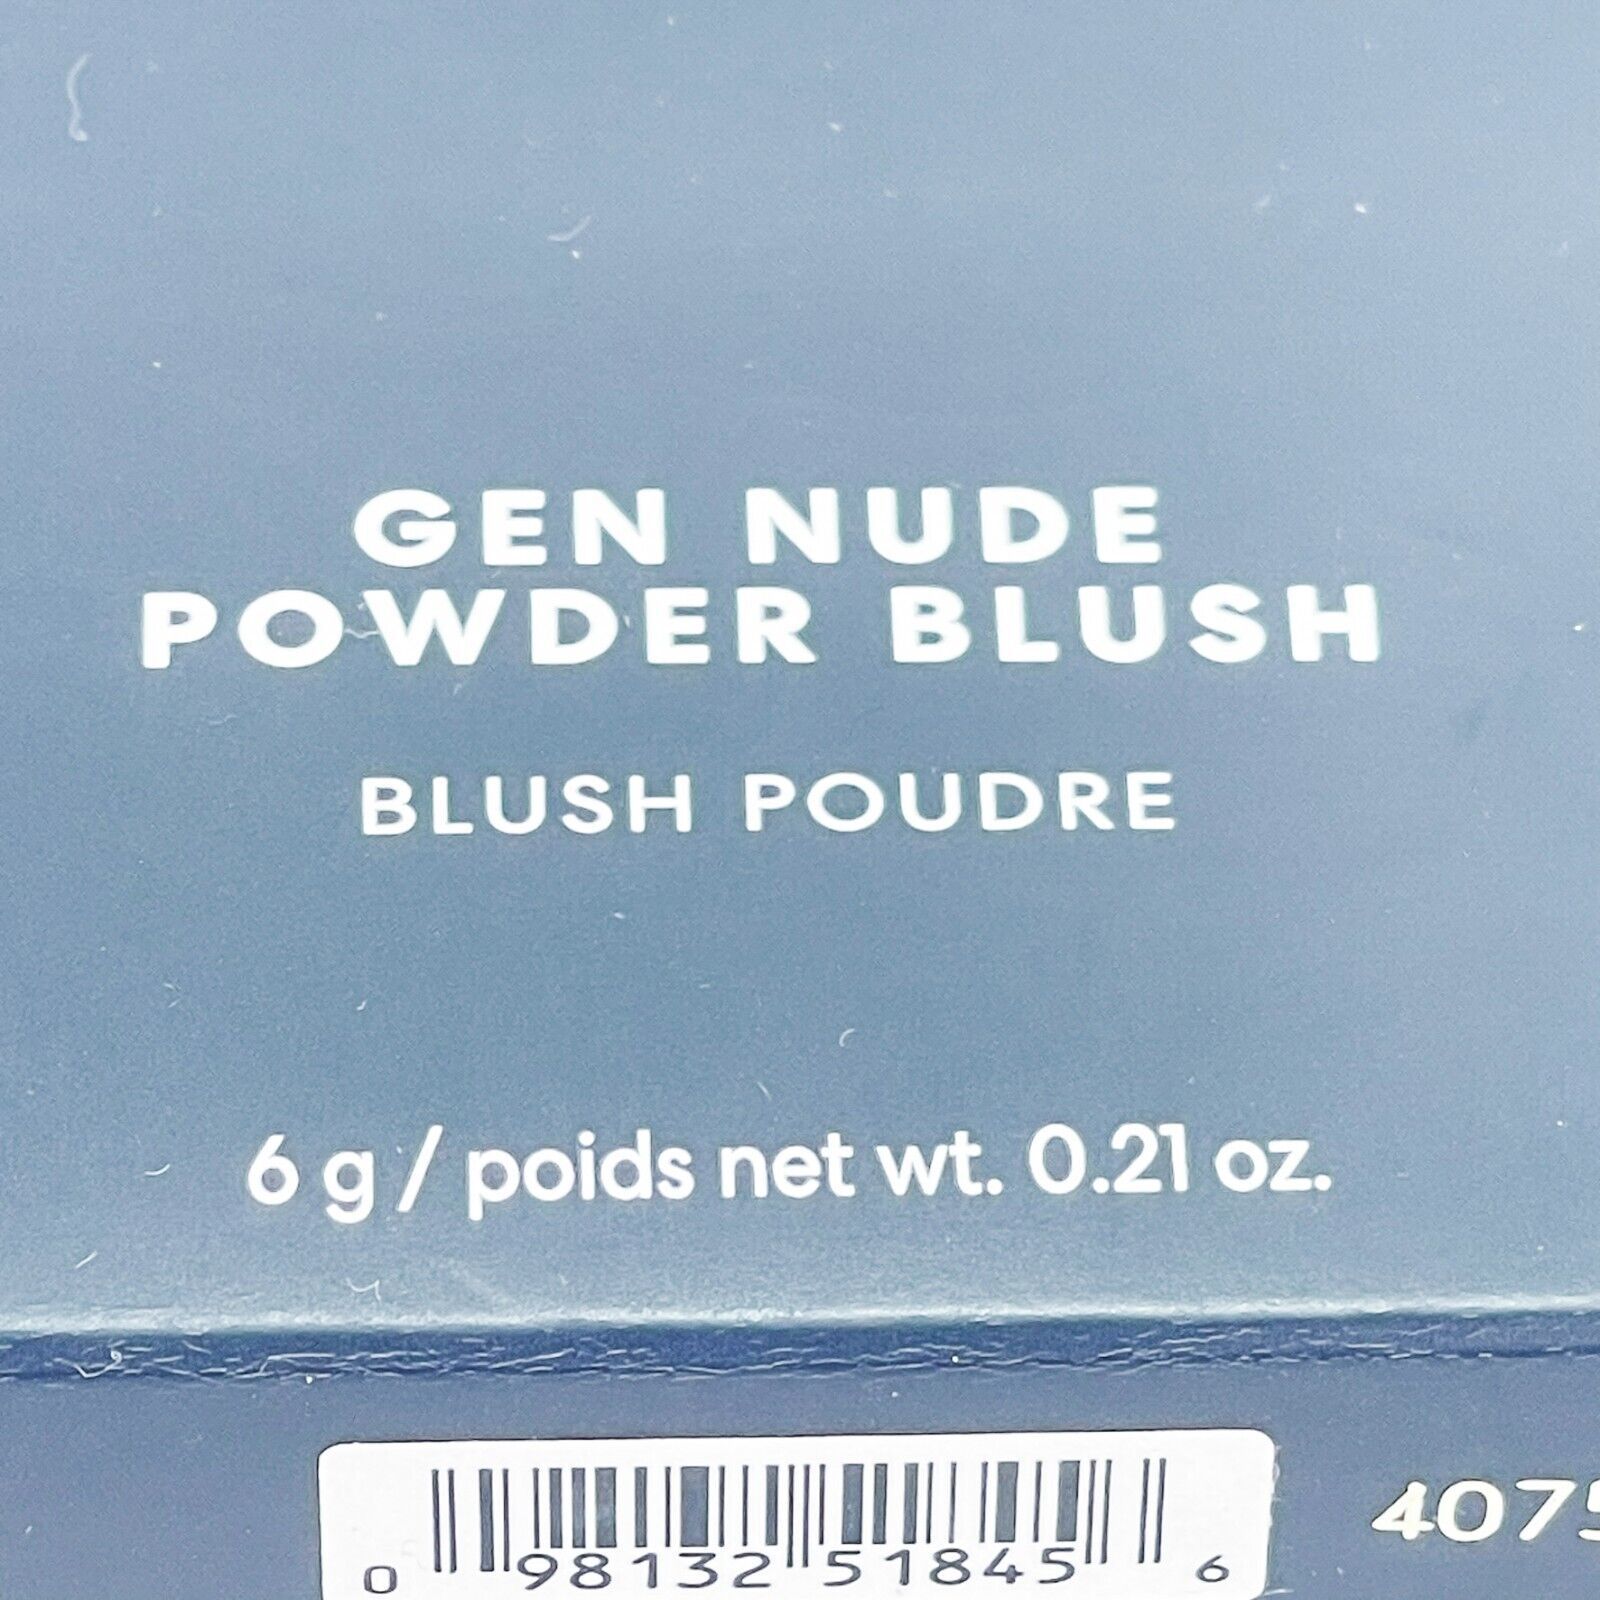 GEN NUDE
POWDER BLUSH
BLUSH POUDRE
6 g / poids net wt. 0.21 oz.
4075
0 98132 51845 6